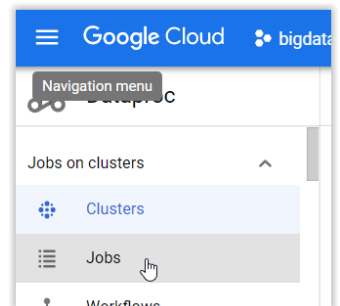 Google Cloud
bigdata
Navigation menu
Dataproc
Jobs on clusters
Clusters
Jobs
Workflows